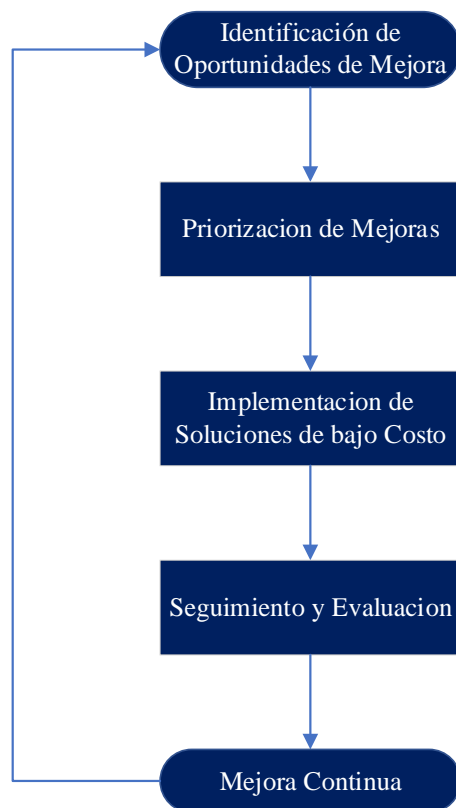 Identificación de
Oportunidades de Mejora
Priorizacion de Mejoras
Implementacion de
Soluciones de bajo Costo
Seguimiento y Evaluacion
Mejora Continua